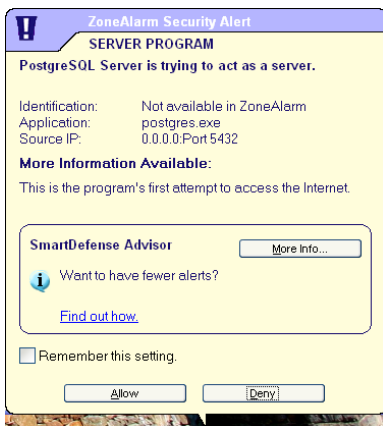 ZoneAlarm Security Alert
SERVER PROGRAM
PostgreSQL Server is trying to act as a server.
Identification: Not available in ZoneAlarm
Application: postgres.exe
Source IP: 0.0.0.0:Port 5432
More Information Available:
This is the program's first attempt to access the Internet.
SmartDefense Advisor
More Info...
Want to have fewer alerts?
Find out how.
Remember this setting.
Allow Deny